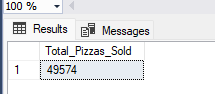 100 %
Results Messages
Total_Pizzas_Sold
1 49574